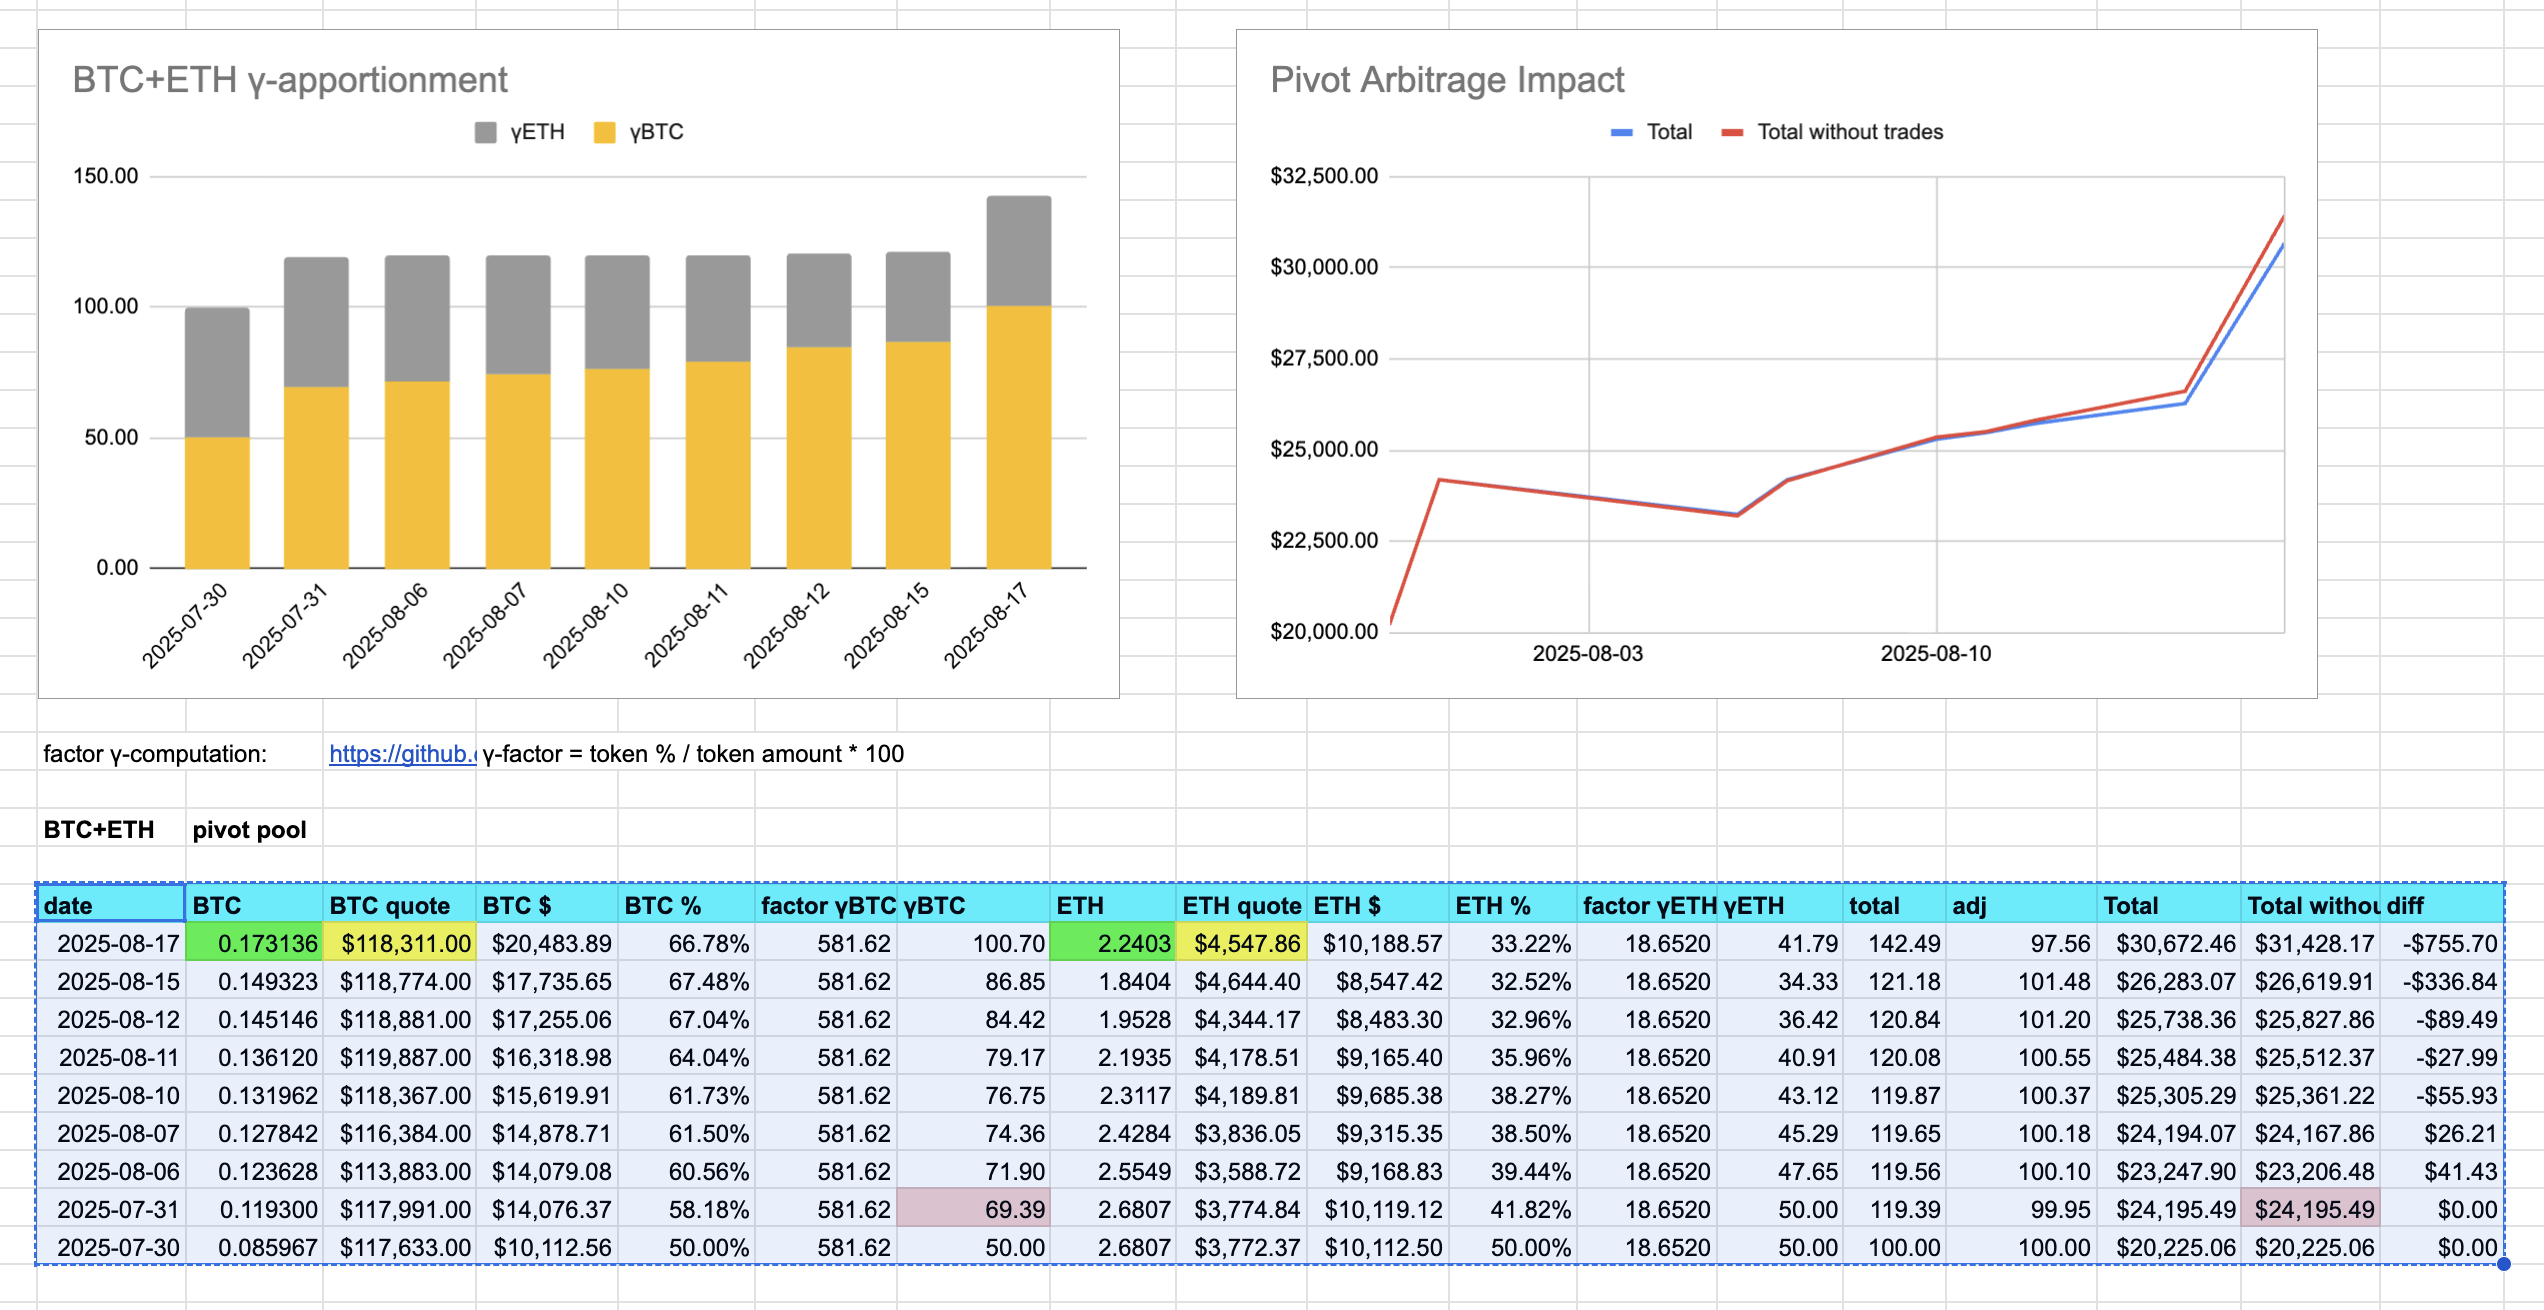 BTC+ETH γ-apportionment
γETH γBTC
150.00
100.00
50.00
0.00
2025-07-30 2025-07-31 2025-08-06 2025-08-07 2025-08-10 2025-08-11 2025-08-12 2025-08-15 2025-08-17
Pivot Arbitrage Impact
Total Total without trades
$32,500.00
$30,000.00
$27,500.00
$25,000.00
$22,500.00
$20,000.00
2025-08-03 2025-08-10
factor γ-computation: https://github. γ-factor = token % / token amount * 100
BTC+ETH pivot pool
date BTC BTC quote BTC $ BTC % factor γBTC γBTC ETH ETH quote ETH $ ETH % factor γETH γETH total adj Total Total withou diff
2025-08-17 0.173136 $118,311.00 $20,483.89 66.78% 581.62 100.70 2.2403 $4,547.86 $10,188.57 33.22% 18.6520 41.79 142.49 97.56 $30,672.46 $31,428.17 -$755.70
2025-08-15 0.149323 $118,774.00 $17,735.65 67.48% 581.62 86.85 1.8404 $4,644.40 $8,547.42 32.52% 18.6520 34.33 121.18 101.48 $26,283.07 $26,619.91 -$336.84
2025-08-12 0.145146 $118,881.00 $17,255.06 67.04% 581.62 84.42 1.9528 $4,344.17 $8,483.30 32.96% 18.6520 36.42 120.84 101.20 $25,738.36 $25,827.86 -$89.49
2025-08-11 0.136120 $119,887.00 $16,318.98 64.04% 581.62 79.17 2.1935 $4,178.51 $9,165.40 35.96% 18.6520 40.91 120.08 100.55 $25,484.38 $25,512.37 -$27.99
2025-08-10 0.131962 $118,367.00 $15,619.91 61.73% 581.62 76.75 2.3117 $4,189.81 $9,685.38 38.27% 18.6520 43.12 119.87 100.37 $25,305.29 $25,361.22 -$55.93
2025-08-07 0.127842 $116,384.00 $14,878.71 61.50% 581.62 74.36 2.4284 $3,836.05 $9,315.35 38.50% 18.6520 45.29 119.65 100.18 $24,194.07 $24,167.86 $26.21
2025-08-06 0.123628 $113,883.00 $14,079.08 60.56% 581.62 71.90 2.5549 $3,588.72 $9,168.83 39.44% 18.6520 47.65 119.56 100.10 $23,247.90 $23,206.48 $41.43
2025-07-31 0.119300 $117,991.00 $14,076.37 58.18% 581.62 69.39 2.6807 $3,774.84 $10,119.12 41.82% 18.6520 50.00 119.39 99.95 $24,195.49 $24,195.49 $0.00
2025-07-30 0.085967 $117,633.00 $10,112.56 50.00% 581.62 50.00 2.6807 $3,772.37 $10,112.50 50.00% 18.6520 50.00 100.00 100.00 $20,225.06 $20,225.06 $0.00